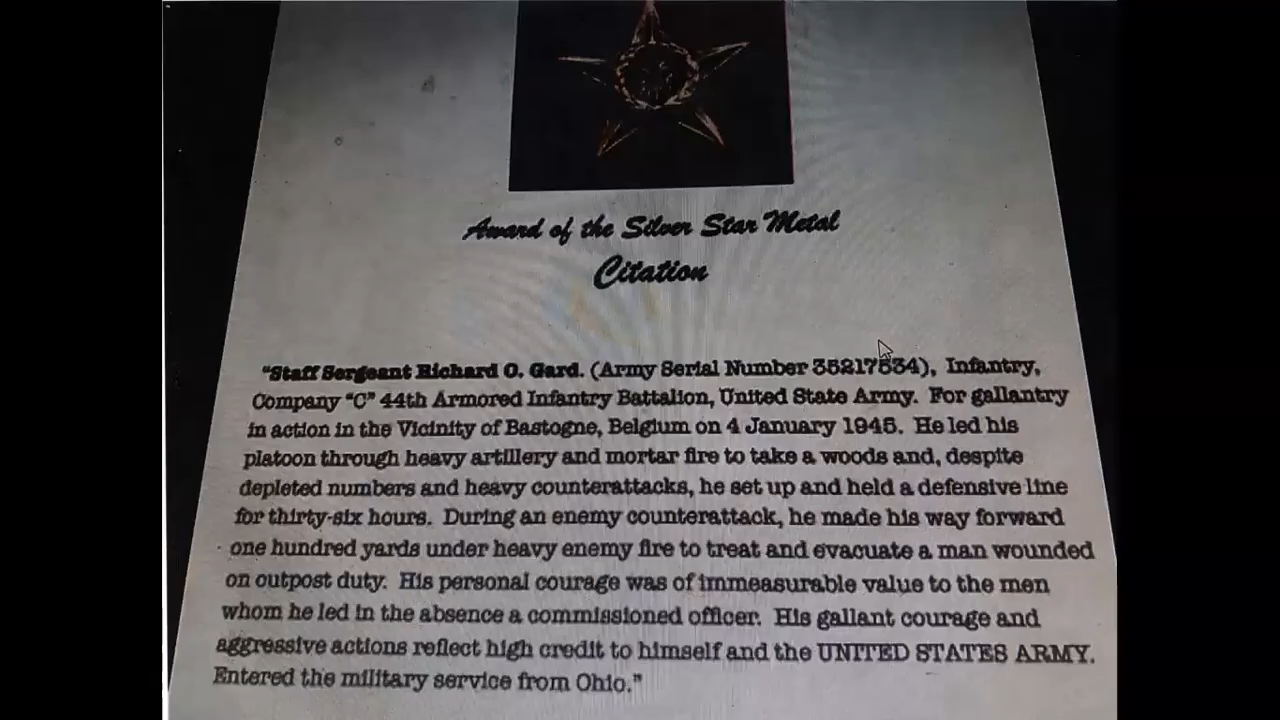 Award of the Silver Star Metal
Citation
"Staff Sergeant Richard O. Gard. (Army Serial Number 35217534), Infantry,
Company "C" 44th Armored Infantry Battalion, United State Army. For gallantry
in action in the Vicinity of Bastogne, Belgium on 4 January 1945. He led his
platoon through heavy artillery and mortar fire to take a woods and, despite
depleted numbers and heavy counterattacks, he set up and held a defensive line
for thirty-six hours. During an enemy counterattack, he made his way forward
one hundred yards under heavy enemy fire to treat and evacuate a man wounded
on outpost duty. His personal courage was of immeasurable value to the men
whom he led in the absence a commissioned officer. His gallant courage and
aggressive actions reflect high credit to himself and the UNITED STATES ARMY.
Entered the military service from Ohio."